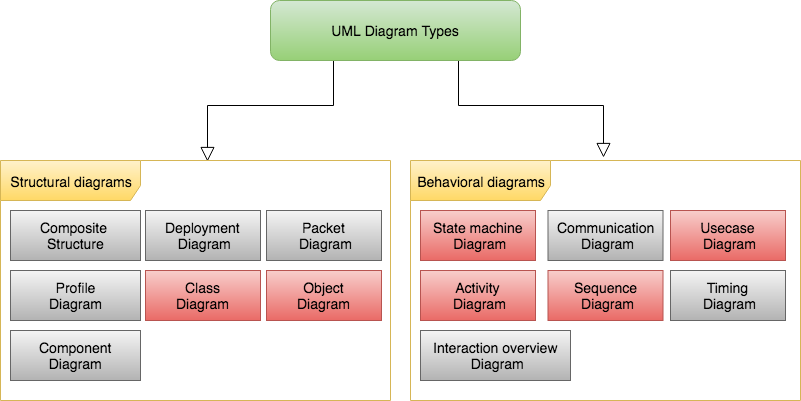 UML Diagram Types
Structural diagrams
Composite
Structure
Deployment
Diagram
Packet
Diagram
Profile
Diagram
Class
Diagram
Object
Diagram
Component
Diagram
Behavioral diagrams
State machine
Diagram
Communication
Diagram
Usecase
Diagram
Activity
Diagram
Sequence
Diagram
Timing
Diagram
Interaction overview
Diagram